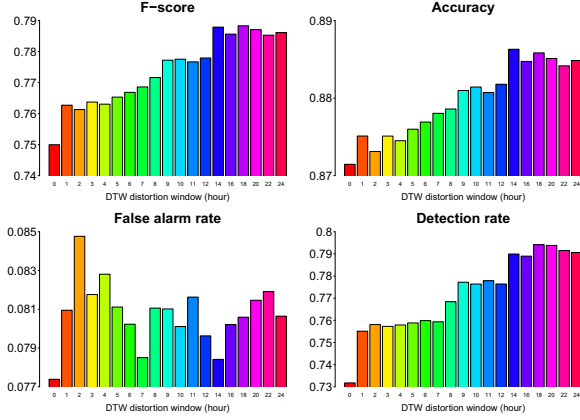 F−score
0.79
0.78
0.77
0.76
0.75
0.74
0 1 2 3 4 5 6 7 8 9 10 11 12 13 14 16 18 20 22 24
DTW distortion window (hour)
Accuracy
0.89
0.88
0.87
0 1 2 3 4 5 6 7 8 9 10 11 12 13 14 16 18 20 22 24
DTW distortion window (hour)
False alarm rate
0.085
0.083
0.081
0.079
0.077
0 1 2 3 4 5 6 7 8 9 10 11 12 13 14 16 18 20 22 24
DTW distortion window (hour)
Detection rate
0.8
0.79
0.78
0.77
0.76
0.75
0.74
0.73
0 1 2 3 4 5 6 7 8 9 10 11 12 13 14 16 18 20 22 24
DTW distortion window (hour)